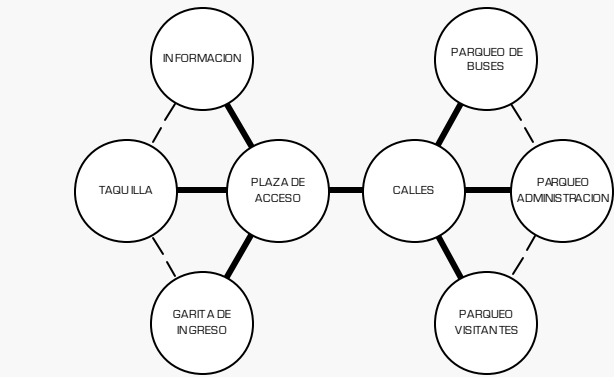 INFORMACION
PARQUEO DE
BUSES
TAQUILLA
PLAZA DE
ACCESO
CALLES
PARQUEO
ADMINISTRACION
GARITA DE
INGRESO
PARQUEO
VISITANTES